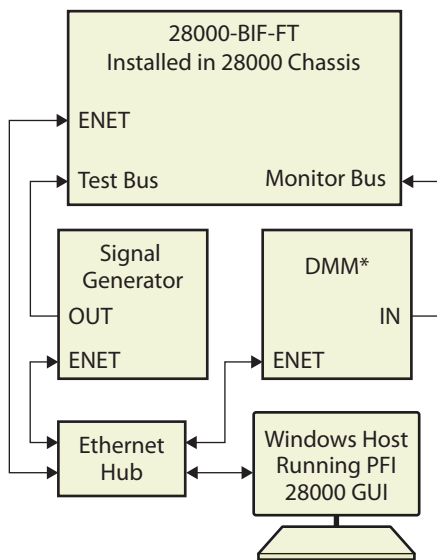 28000-BIF-FT
Installed in 28000 Chassis
ENET
Test Bus
Monitor Bus
Signal
Generator
OUT
ENET
DMM*
IN
ENET
Ethernet
Hub
Windows Host
Running PFI
28000 GUI